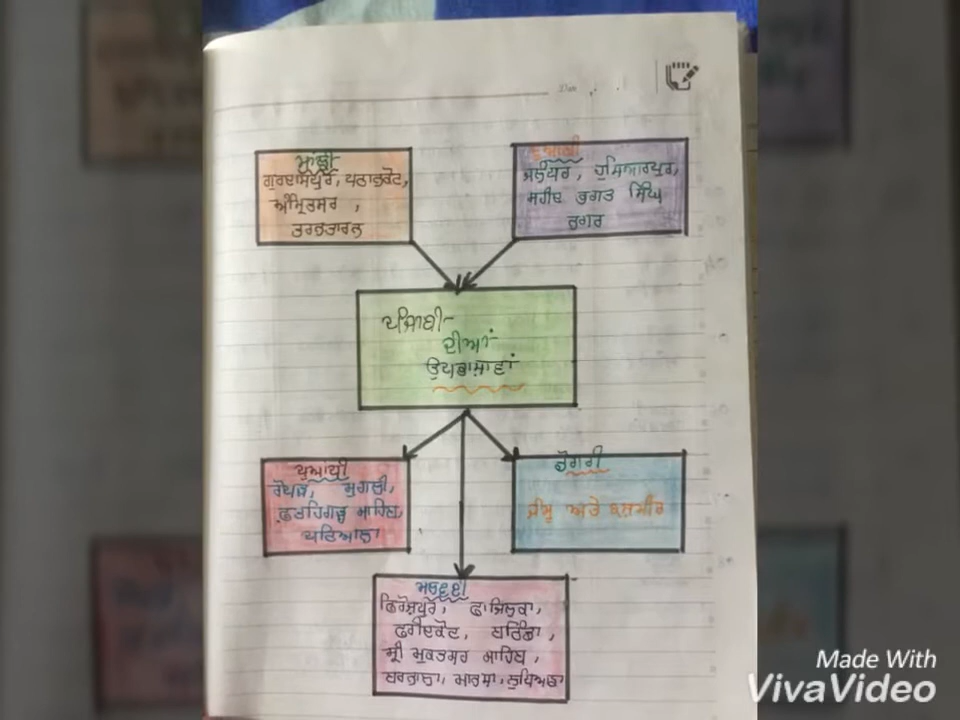 ਮਾਂਝੀ
ਗੁਰਦਾਸਪੁਰ, ਪਠਾਨਕੋਟ,
ਅੰਮ੍ਰਿਤਸਰ ,
ਤਰਨਤਾਰਨ
ਦੁਆਬੀ
ਜਲੰਧਰ, ਹੁਸ਼ਿਆਰਪੁਰ,
ਸ਼ਹੀਦ ਭਗਤ ਸਿੰਘ
ਨਗਰ
ਪੰਜਾਬੀ
ਦੀਆਂ
ਉਪਭਾਸ਼ਾਵਾਂ
ਪੁਆਧੀ
ਰੋਪੜ,
ਫ਼ਤਹਿਗੜ੍ਹ ਸਾਹਿਬ,
ਪਟਿਆਲਾ
ਡੋਗਰੀ
ਜੰਮੂ ਅਤੇ ਕਸ਼ਮੀਰ
ਮਲਵਈ
ਫਿਰੋਜ਼ਪੁਰ, ਫਾਜ਼ਿਲਕਾ,
ਫਰੀਦਕੋਟ, ਬਠਿੰਡਾ,
ਸ੍ਰੀ ਮੁਕਤਸਰ ਸਾਹਿਬ,
ਬਰਨਾਲਾ, ਮਾਨਸਾ, ਲੁਧਿਆਣਾ
Made With
VivaVideo